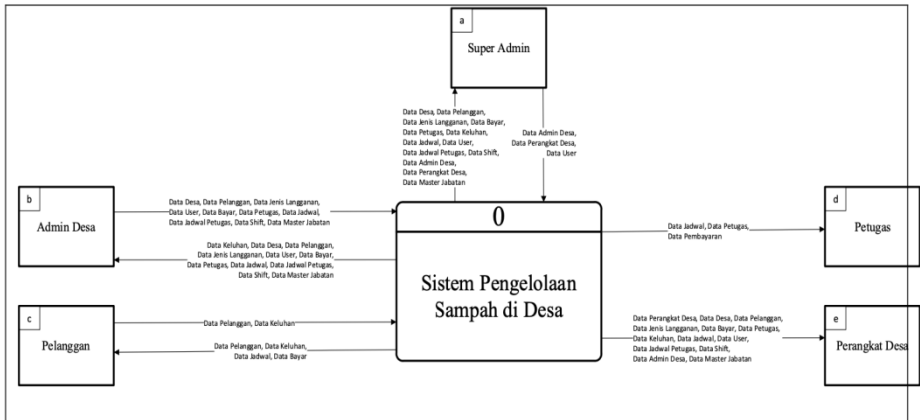 a
Super Admin
Data Desa, Data Pelanggan,
Data Jenis Langganan, Data Bayar,
Data Petugas, Data Keluhan,
Data Jadwal, Data User,
Data Jadwal Petugas, Data Shift,
Data Admin Desa,
Data Perangkat Desa,
Data Master Jabatan
Data Admin Desa,
Data Perangkat Desa,
Data User
b
Admin Desa
Data Desa, Data Pelanggan, Data Jenis Langganan,
Data User, Data Bayar, Data Petugas, Data Jadwal,
Data Jadwal Petugas, Data Shift, Data Master Jabatan
Data Keluhan, Data Desa, Data Pelanggan,
Data Jenis Langganan, Data User, Data Bayar,
Data Petugas, Data Jadwal, Data Jadwal Petugas,
Data Shift, Data Master Jabatan
c
Pelanggan
Data Pelanggan, Data Keluhan
Data Pelanggan, Data Keluhan,
Data Jadwal, Data Bayar
0
Sistem Pengelolaan
Sampah di Desa
Data Jadwal, Data Petugas,
Data Pembayaran
d
Petugas
Data Perangkat Desa, Data Desa, Data Pelanggan,
Data Jenis Langganan, Data Bayar, Data Petugas,
Data Keluhan, Data Jadwal, Data User,
Data Jadwal Petugas, Data Shift,
Data Admin Desa, Data Master Jabatan
e
Perangkat Desa